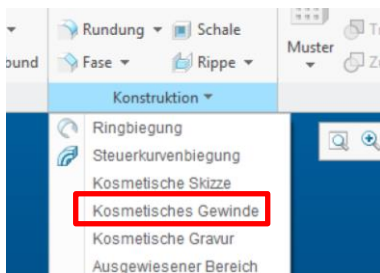 Rundung Schale
Muster
ound Fase Rippe
Konstruktion
Ringbiegung
Steuerkurvenbiegung
Kosmetische Skizze
Kosmetisches Gewinde
Kosmetische Gravur
Ausgewiesener Bereich